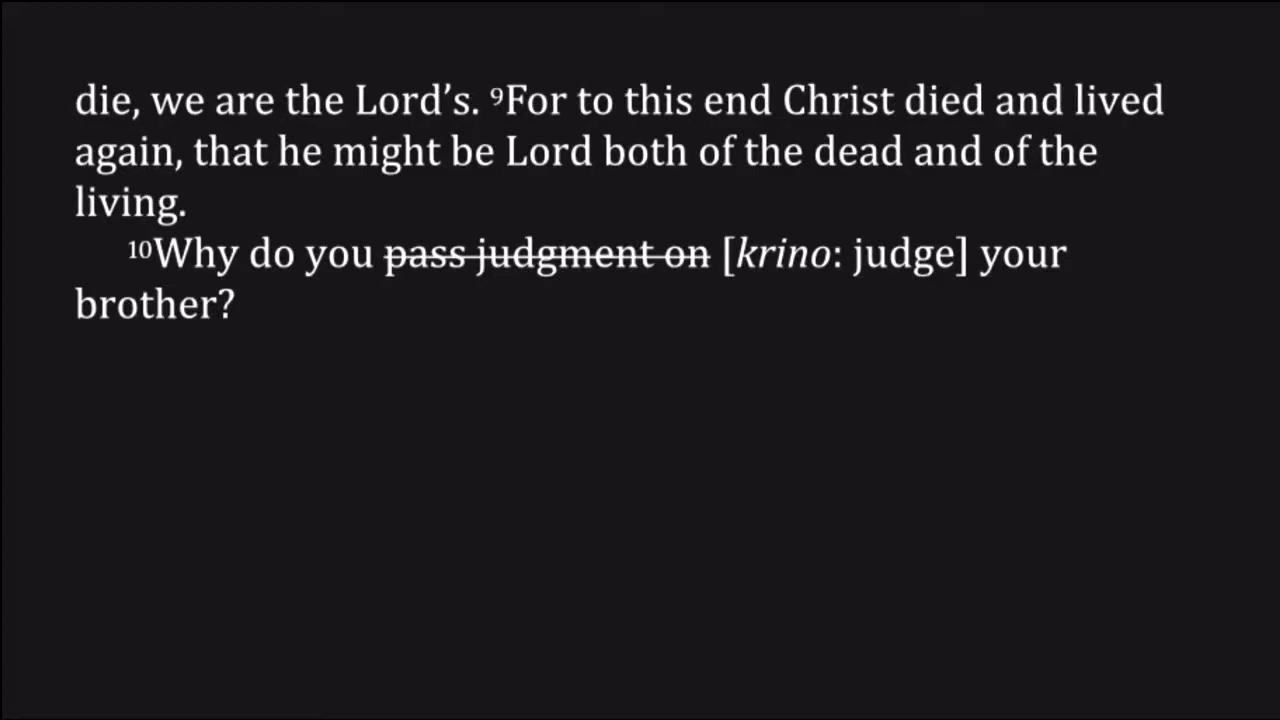 die, we are the Lord’s. ⁹For to this end Christ died and lived
again, that he might be Lord both of the dead and of the
living.
¹⁰Why do you pass judgment on [krino: judge] your
brother?